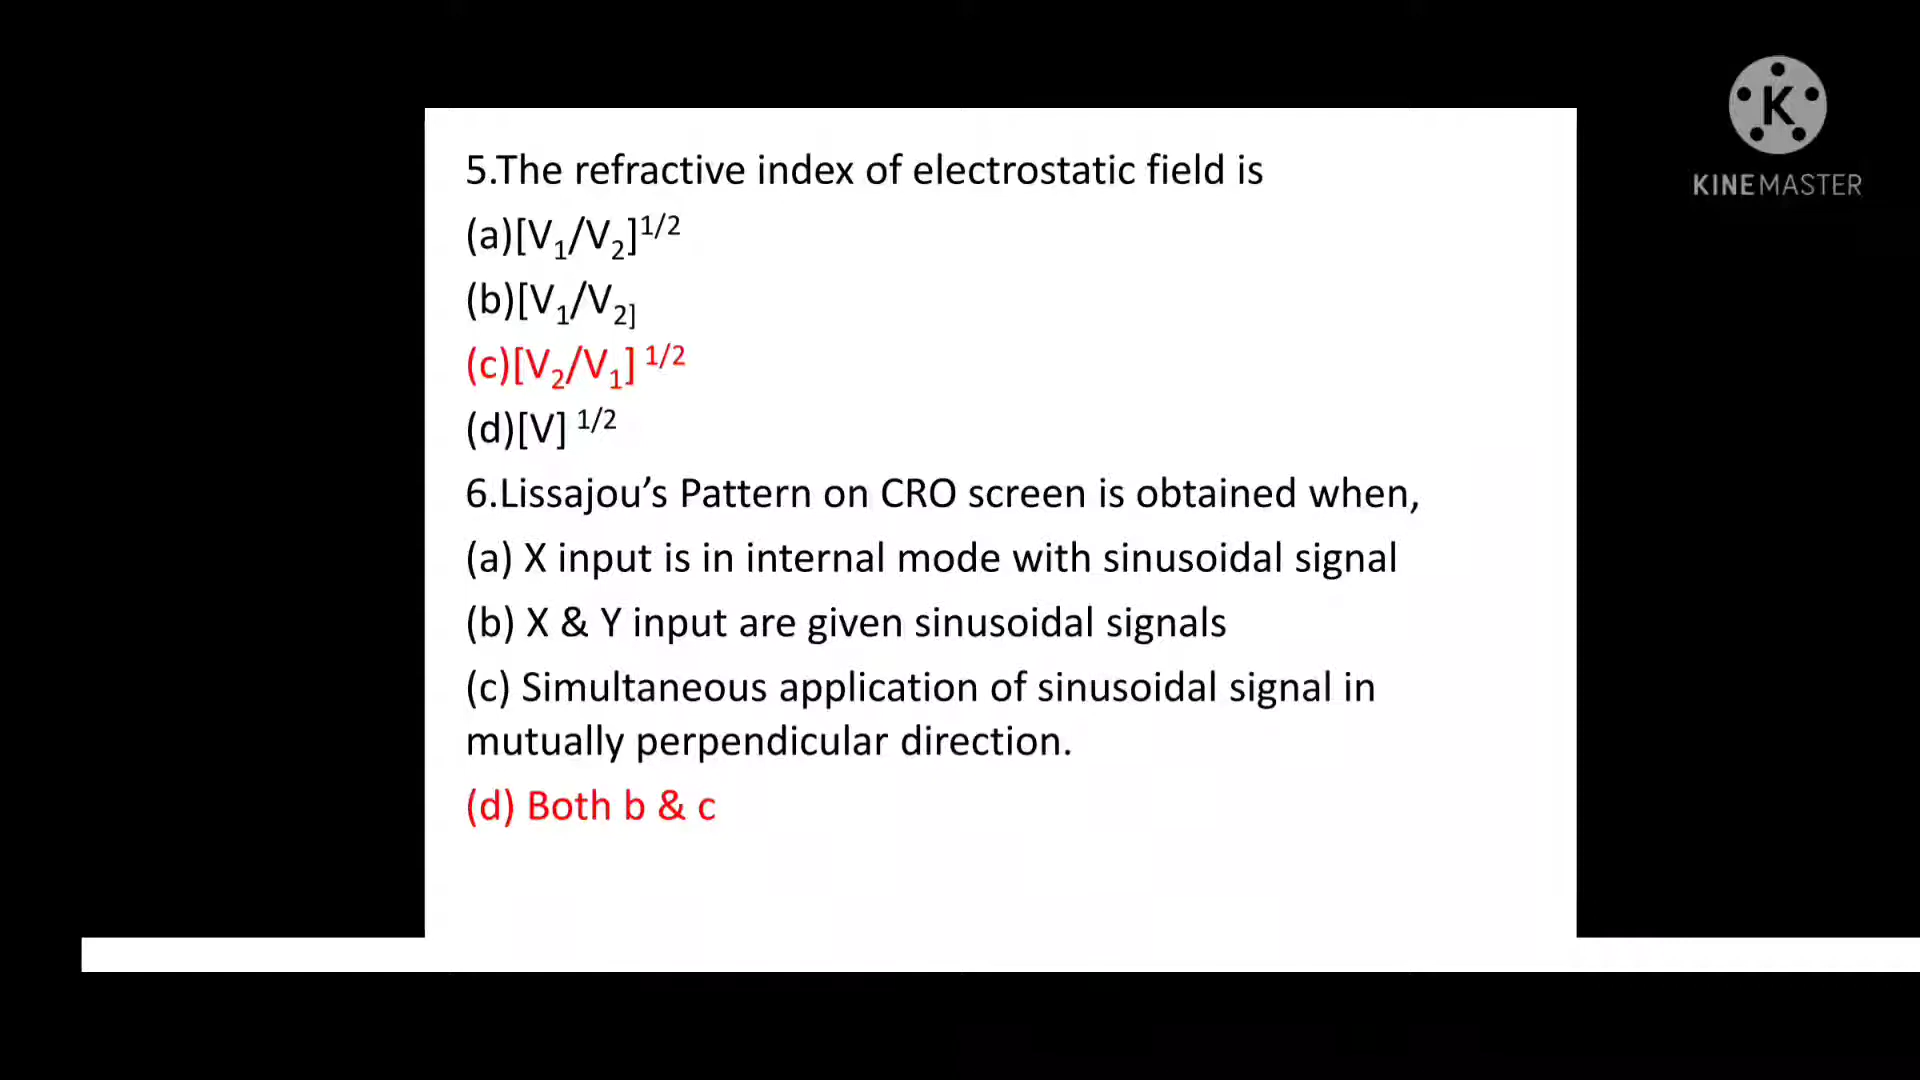 5.The refractive index of electrostatic field is
(a)[V₁/V₂]¹/²
(b)[V₁/V₂]
(c)[V₂/V₁] ¹/²
(d)[V] ¹/²
6.Lissajou’s Pattern on CRO screen is obtained when,
(a) X input is in internal mode with sinusoidal signal
(b) X & Y input are given sinusoidal signals
(c) Simultaneous application of sinusoidal signal in
mutually perpendicular direction.
(d) Both b & c
K
KINEMASTER